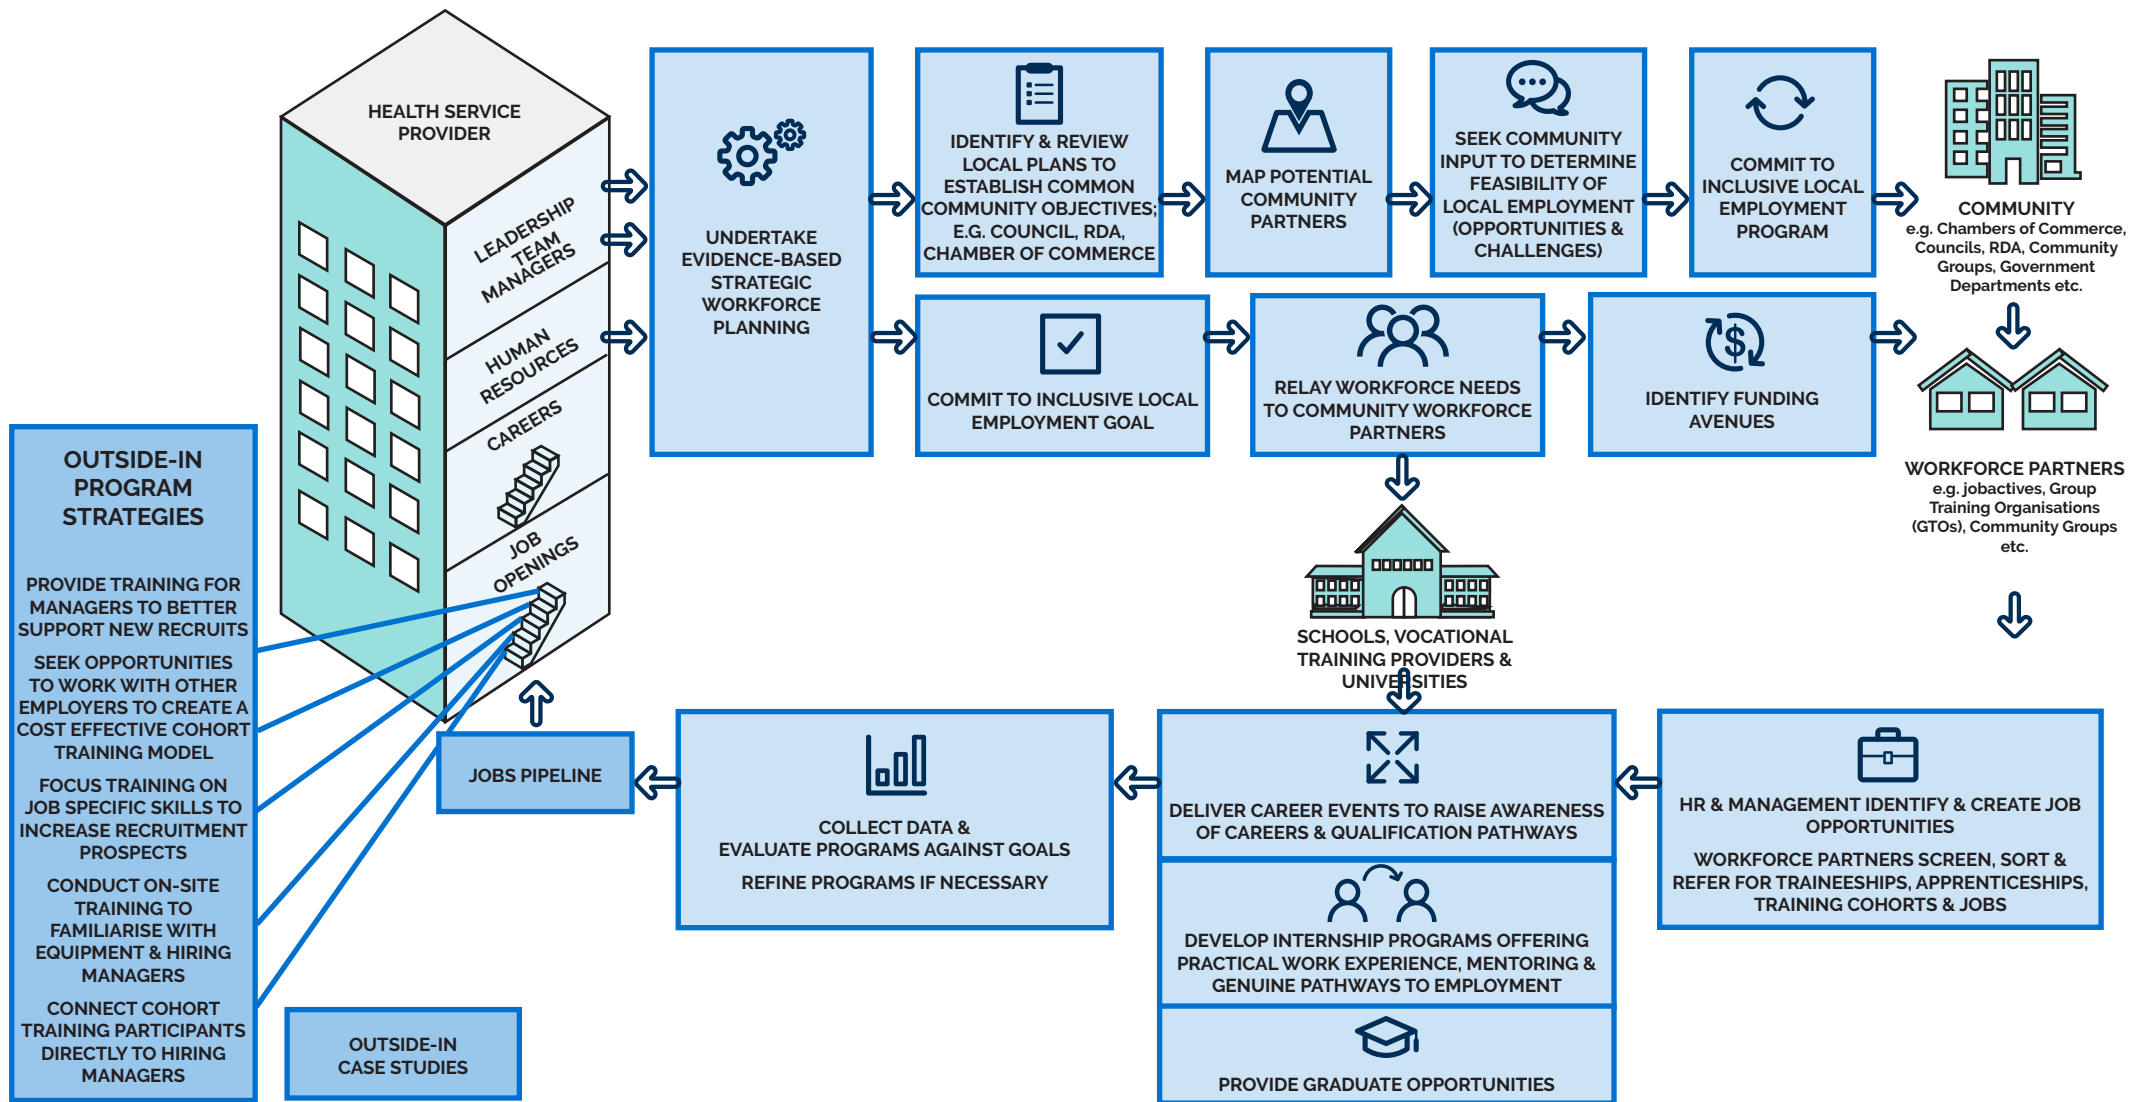 HEALTH SERVICE
PROVIDER
LEADERSHIP
TEAM
MANAGERS
HUMAN
RESOURCES
CAREERS
JOB
OPENINGS
UNDERTAKE
EVIDENCE-BASED
STRATEGIC
WORKFORCE
PLANNING
IDENTIFY & REVIEW
LOCAL PLANS TO
ESTABLISH COMMON
COMMUNITY OBJECTIVES;
E.G. COUNCIL, RDA,
CHAMBER OF COMMERCE
MAP POTENTIAL
COMMUNITY
PARTNERS
SEEK COMMUNITY
INPUT TO DETERMINE
FEASIBILITY OF
LOCAL EMPLOYMENT
(OPPORTUNITIES &
CHALLENGES)
COMMIT TO
INCLUSIVE LOCAL
EMPLOYMENT
PROGRAM
COMMUNITY
e.g. Chambers of Commerce,
Councils, RDA, Community
Groups, Government
Departments etc.
COMMIT TO INCLUSIVE LOCAL
EMPLOYMENT GOAL
RELAY WORKFORCE NEEDS
TO COMMUNITY WORKFORCE
PARTNERS
$
IDENTIFY FUNDING
AVENUES
WORKFORCE PARTNERS
e.g. jobactives, Group
Training Organisations
(GTOs), Community Groups
etc.
SCHOOLS, VOCATIONAL
TRAINING PROVIDERS &
UNIVERSITIES
HR & MANAGEMENT IDENTIFY & CREATE JOB
OPPORTUNITIES
WORKFORCE PARTNERS SCREEN, SORT &
REFER FOR TRAINEESHIPS, APPRENTICESHIPS,
TRAINING COHORTS & JOBS
DELIVER CAREER EVENTS TO RAISE AWARENESS
OF CAREERS & QUALIFICATION PATHWAYS
DEVELOP INTERNSHIP PROGRAMS OFFERING
PRACTICAL WORK EXPERIENCE, MENTORING &
GENUINE PATHWAYS TO EMPLOYMENT
PROVIDE GRADUATE OPPORTUNITIES
COLLECT DATA &
EVALUATE PROGRAMS AGAINST GOALS
REFINE PROGRAMS IF NECESSARY
JOBS PIPELINE
OUTSIDE-IN
PROGRAM
STRATEGIES
PROVIDE TRAINING FOR
MANAGERS TO BETTER
SUPPORT NEW RECRUITS
SEEK OPPORTUNITIES
TO WORK WITH OTHER
EMPLOYERS TO CREATE A
COST EFFECTIVE COHORT
TRAINING MODEL
FOCUS TRAINING ON
JOB SPECIFIC SKILLS TO
INCREASE RECRUITMENT
PROSPECTS
CONDUCT ON-SITE
TRAINING TO
FAMILIARISE WITH
EQUIPMENT & HIRING
MANAGERS
CONNECT COHORT
TRAINING PARTICIPANTS
DIRECTLY TO HIRING
MANAGERS
OUTSIDE-IN
CASE STUDIES